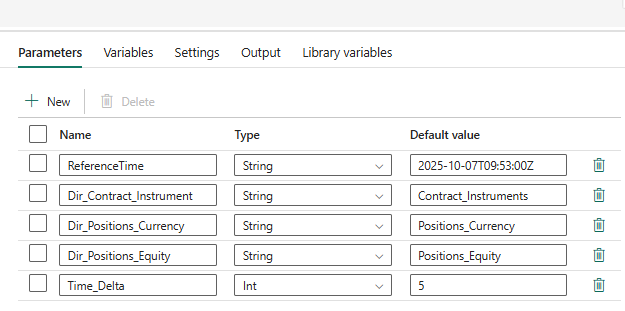 Parameters Variables Settings Output Library variables
New Delete
Name Type Default value
ReferenceTime String 2025-10-07T09:53:00Z
Dir_Contract_Instrument String Contract_Instruments
Dir_Positions_Currency String Positions_Currency
Dir_Positions_Equity String Positions_Equity
Time_Delta Int 5